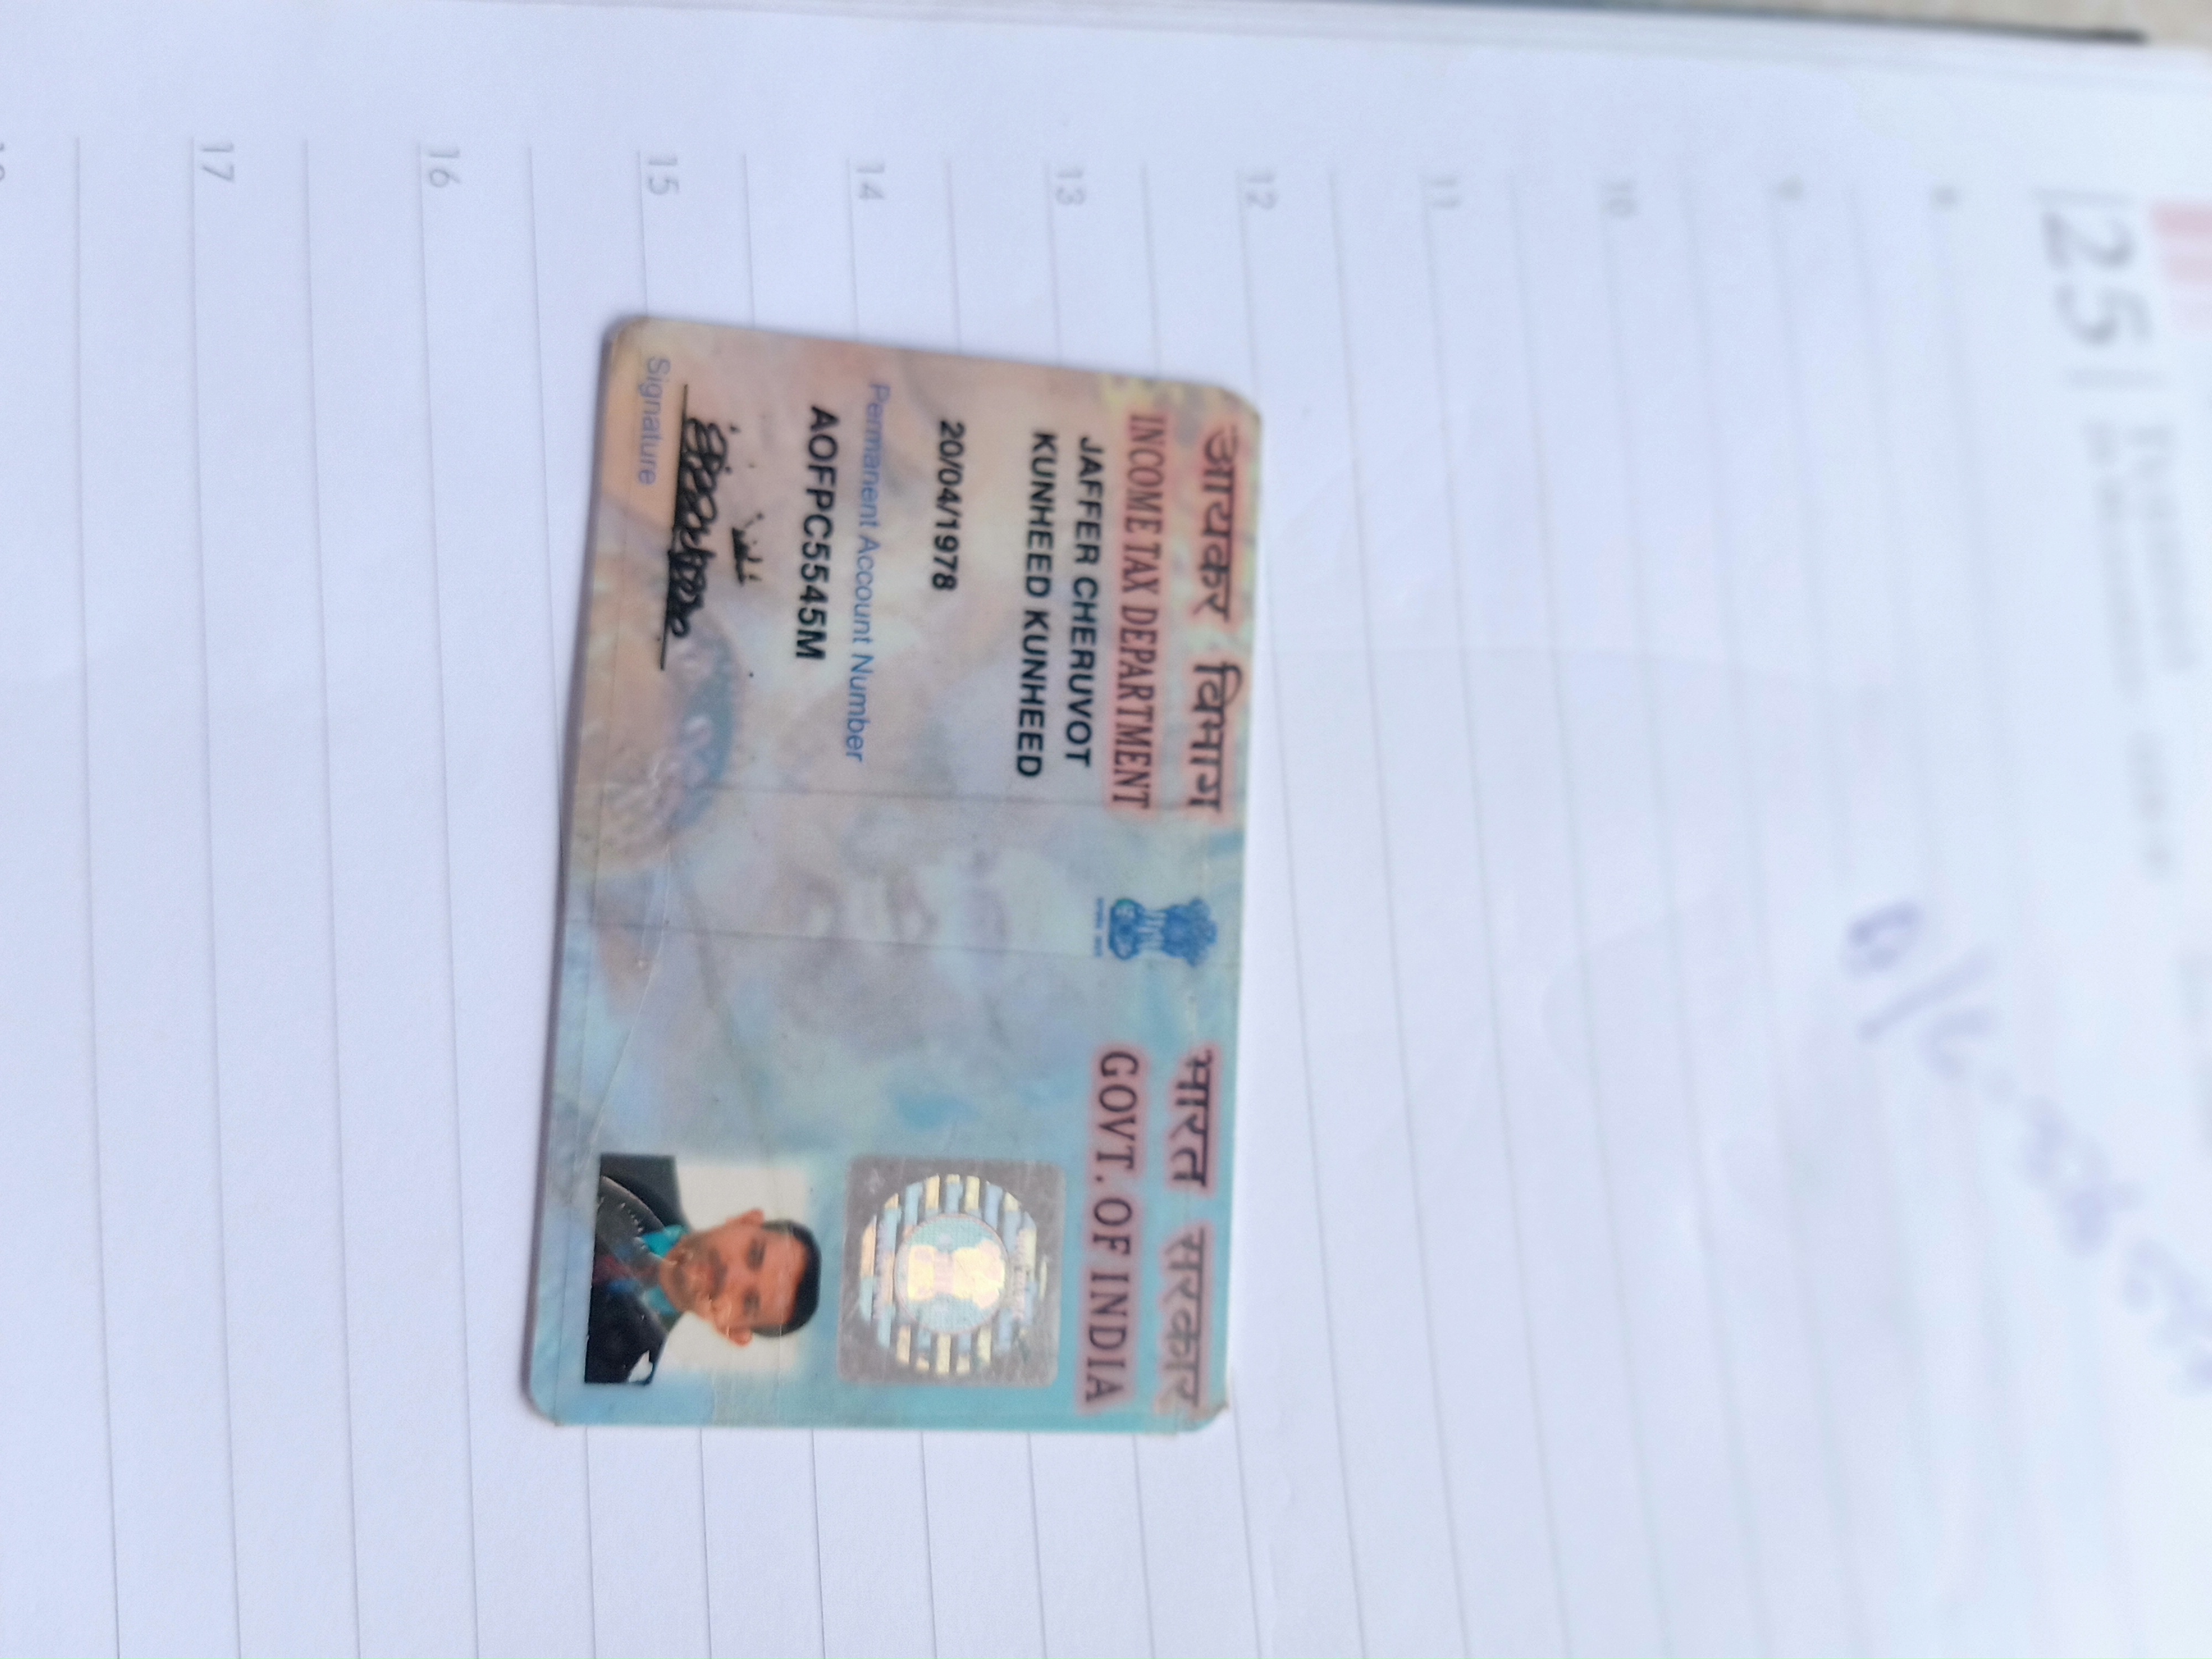 आयकर विभाग
INCOME TAX DEPARTMENT
भारत सरकार
GOVT. OF INDIA
JAFFER CHERUVOT
KUNHEED KUNHEED
20/04/1978
Permanent Account Number
AOFPC5545M
Signature
25
10
11
12
13
14
15
16
17